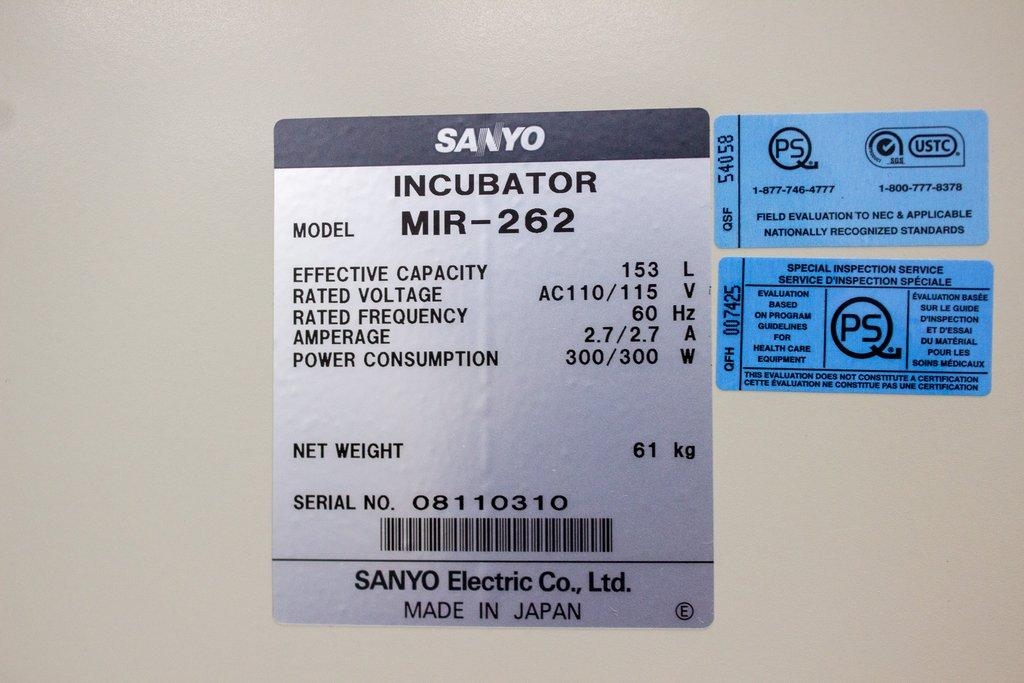 SANYO
INCUBATOR
MODEL MIR-262
EFFECTIVE CAPACITY 153 L
RATED VOLTAGE AC110/115 V
RATED FREQUENCY 60 Hz
AMPERAGE 2.7/2.7 A
POWER CONSUMPTION 300/300 W
NET WEIGHT 61 kg
SERIAL NO. 08110310
SANYO Electric Co., Ltd.
MADE IN JAPAN E
QSF 54058
PS
SGS
USTC
1-877-746-4777 1-800-777-8378
FIELD EVALUATION TO NEC & APPLICABLE
NATIONALLY RECOGNIZED STANDARDS
QFH 007425
SPECIAL INSPECTION SERVICE
SERVICE D'INSPECTION SPÉCIALE
EVALUATION
BASED
ON PROGRAM
GUIDELINES
FOR
HEALTH CARE
EQUIPMENT
PS
ÉVALUATION BASÉE
SUR LE GUIDE
D'INSPECTION
ET D'ESSAI
DU MATÉRIAL
POUR LES
SOINS MÉDICAUX
THIS EVALUATION DOES NOT CONSTITUTE A CERTIFICATION
CETTE ÉVALUATION NE CONSTITUE PAS UNE CERTIFICATION